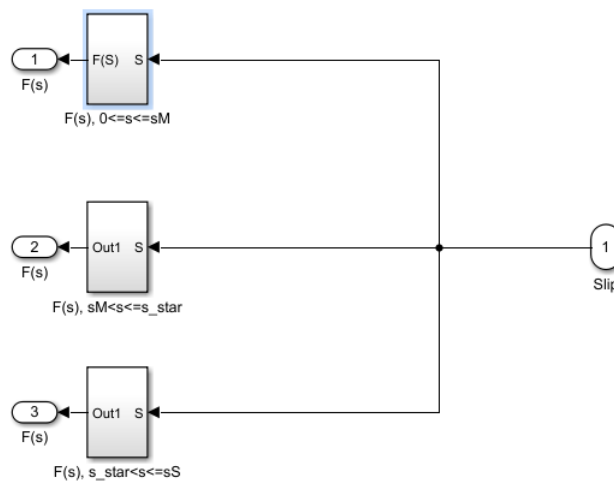 1
F(S) S
F(s)
F(s), 0<=s<=sM
2
Out1 S
F(s)
F(s), sM<s<=s_star
1
Slip
3
Out1 S
F(s)
F(s), s_star<s<=sS